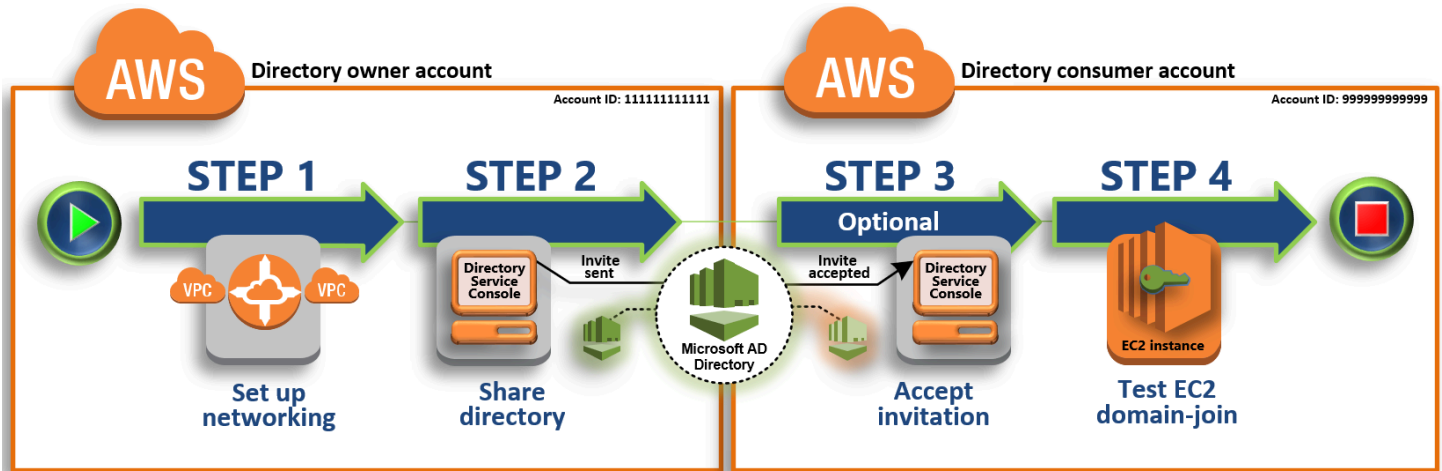 AWS
Directory owner account
Account ID: 111111111111
AWS
Directory consumer account
Account ID: 999999999999
STEP 1
STEP 2
STEP 3
STEP 4
Optional
VPC
VPC
Directory
Service
Console
Invite
sent
Microsoft AD
Directory
Invite
accepted
Directory
Service
Console
EC2 instance
Set up
networking
Share
directory
Accept
invitation
Test EC2
domain-join